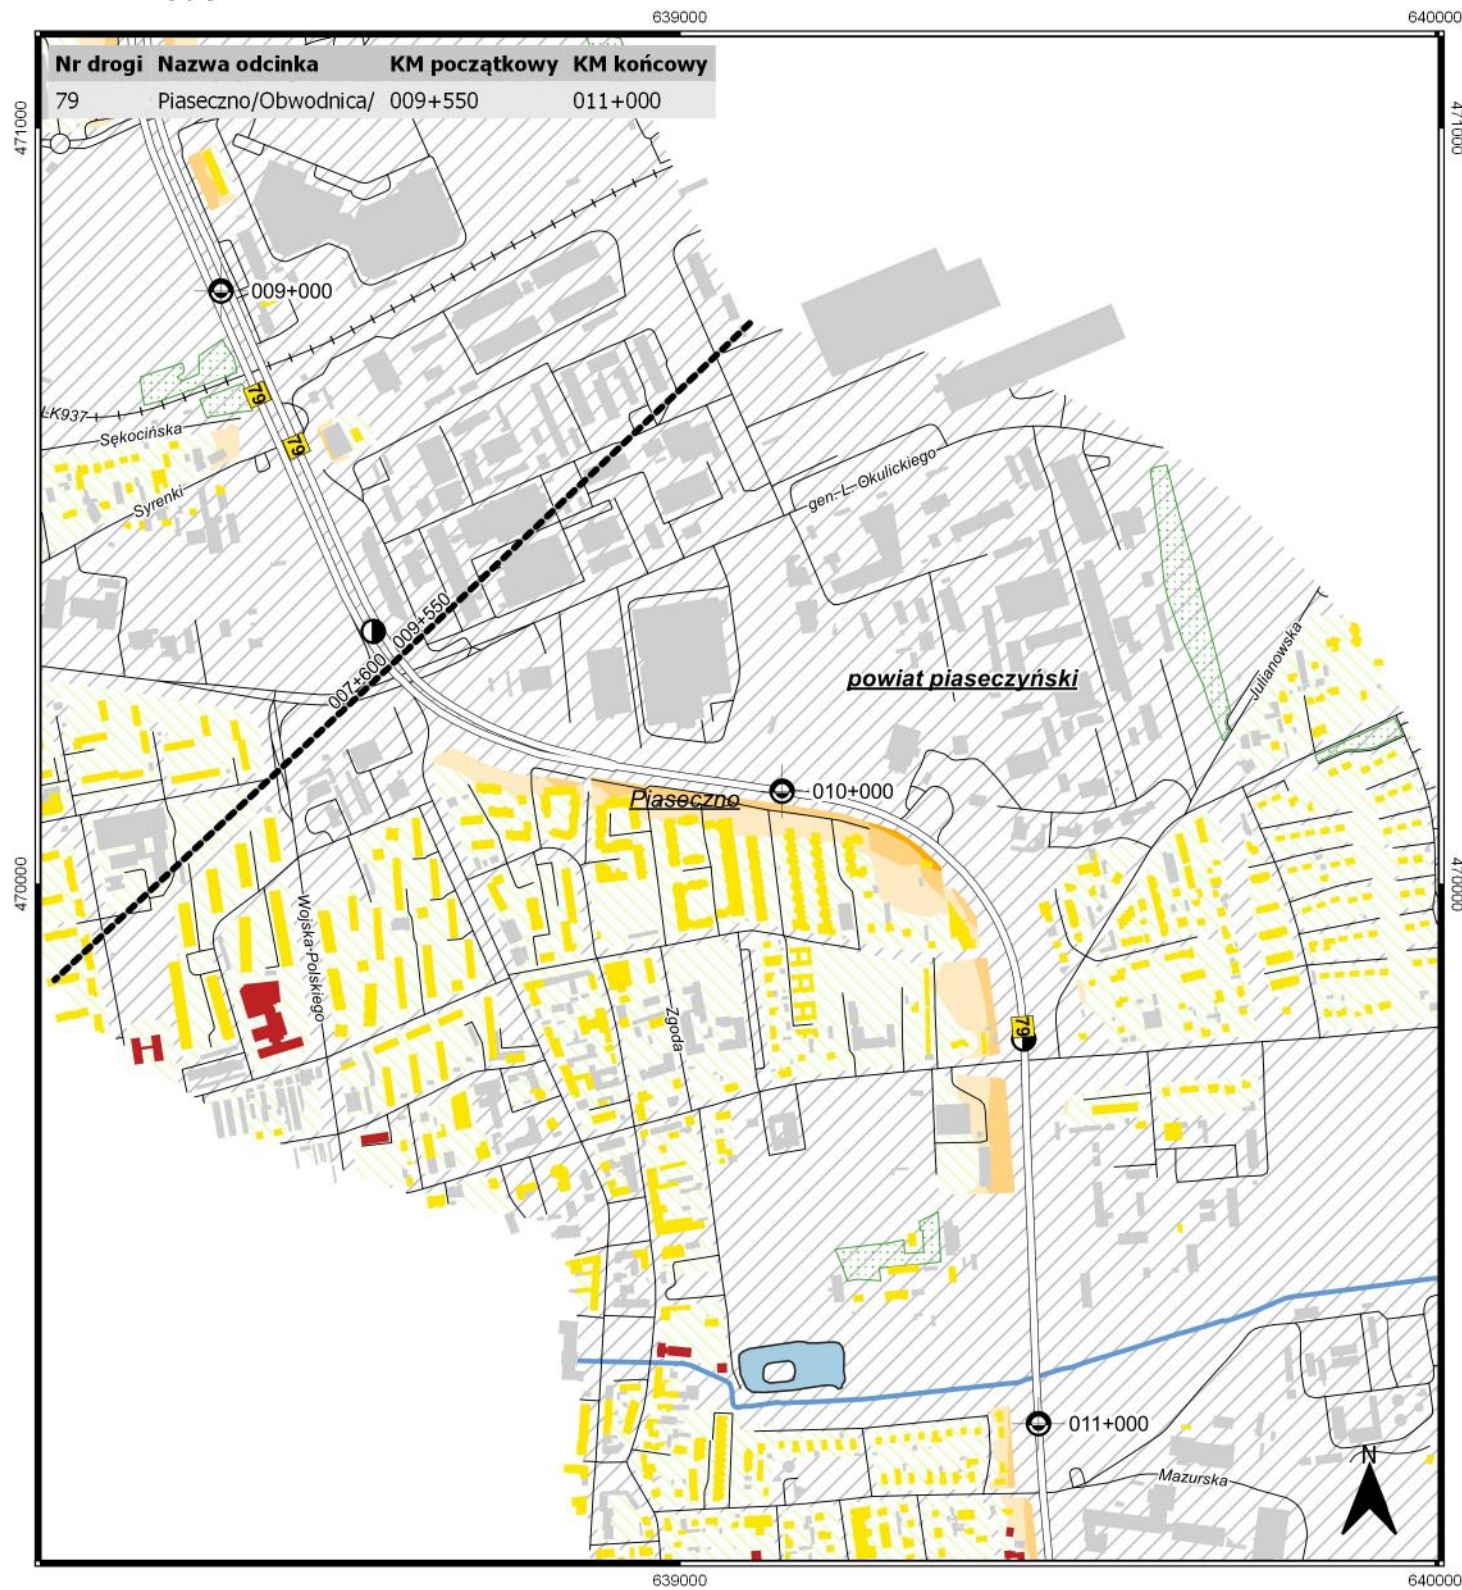 639000
640000
Nr drogi Nazwa odcinka KM początkowy KM końcowy
79 Piaseczno/Obwodnica/ 009+550 011+000
471000
471000
009+000
79
LK937
Sękocińska
79
Syrenki
gen. L. Okulickiego
009+550
007+600
Julianowska
powiat piaseczyński
Piaseczno
010+000
470000
470000
Wojska Polskiego
Zgoda
79
011+000
Mazurska
N
639000
640000